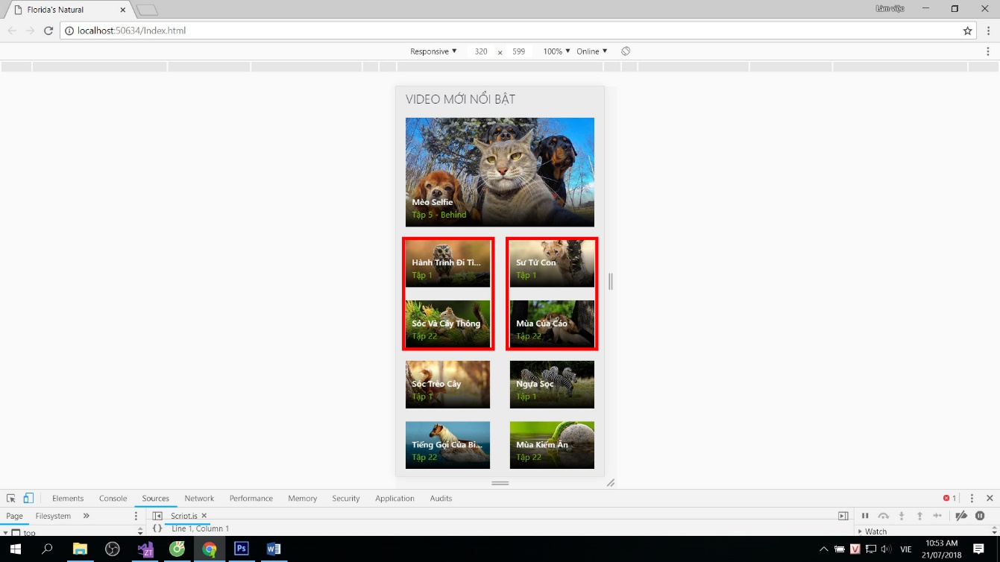 Florida's Natural
Làm việc
localhost:50634/Index.html
Responsive 320 × 599 100% Online
VIDEO MỚI NỔI BẬT
Mèo Selfie
Tập 5 - Behind
Hành Trình Đi Tì...
Tập 1
Sư Tử Con
Tập 1
Sóc Và Cây Thông
Tập 22
Mùa Của Cáo
Tập 22
Sóc Trèo Cây
Tập 1
Ngựa Sọc
Tập 1
Tiếng Gọi Của Bi...
Tập 22
Mùa Kiếm Ăn
Tập 22
Elements Console Sources Network Performance Memory Security Application Audits 1
Page Filesystem » Script.js
top {} Line 1, Column 1 Watch
Ps VIE 10:53 AM
21/07/2018